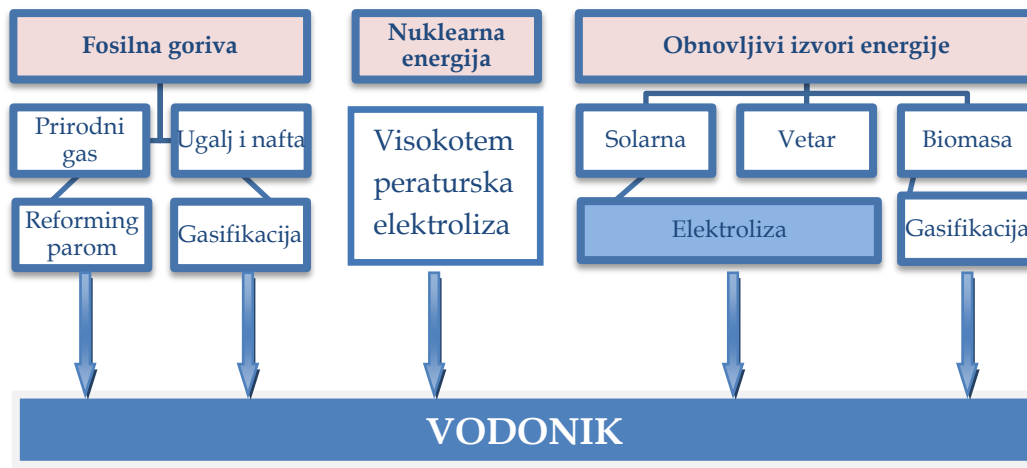 Fosilna goriva
Nuklearna
energija
Obnovljivi izvori energije
Prirodni
gas
Ugalj i nafta
Visokotem
peraturska
elektroliza
Solarna
Vetar
Biomasa
Reforming
parom
Gasifikacija
Elektroliza
Gasifikacija
VODONIK